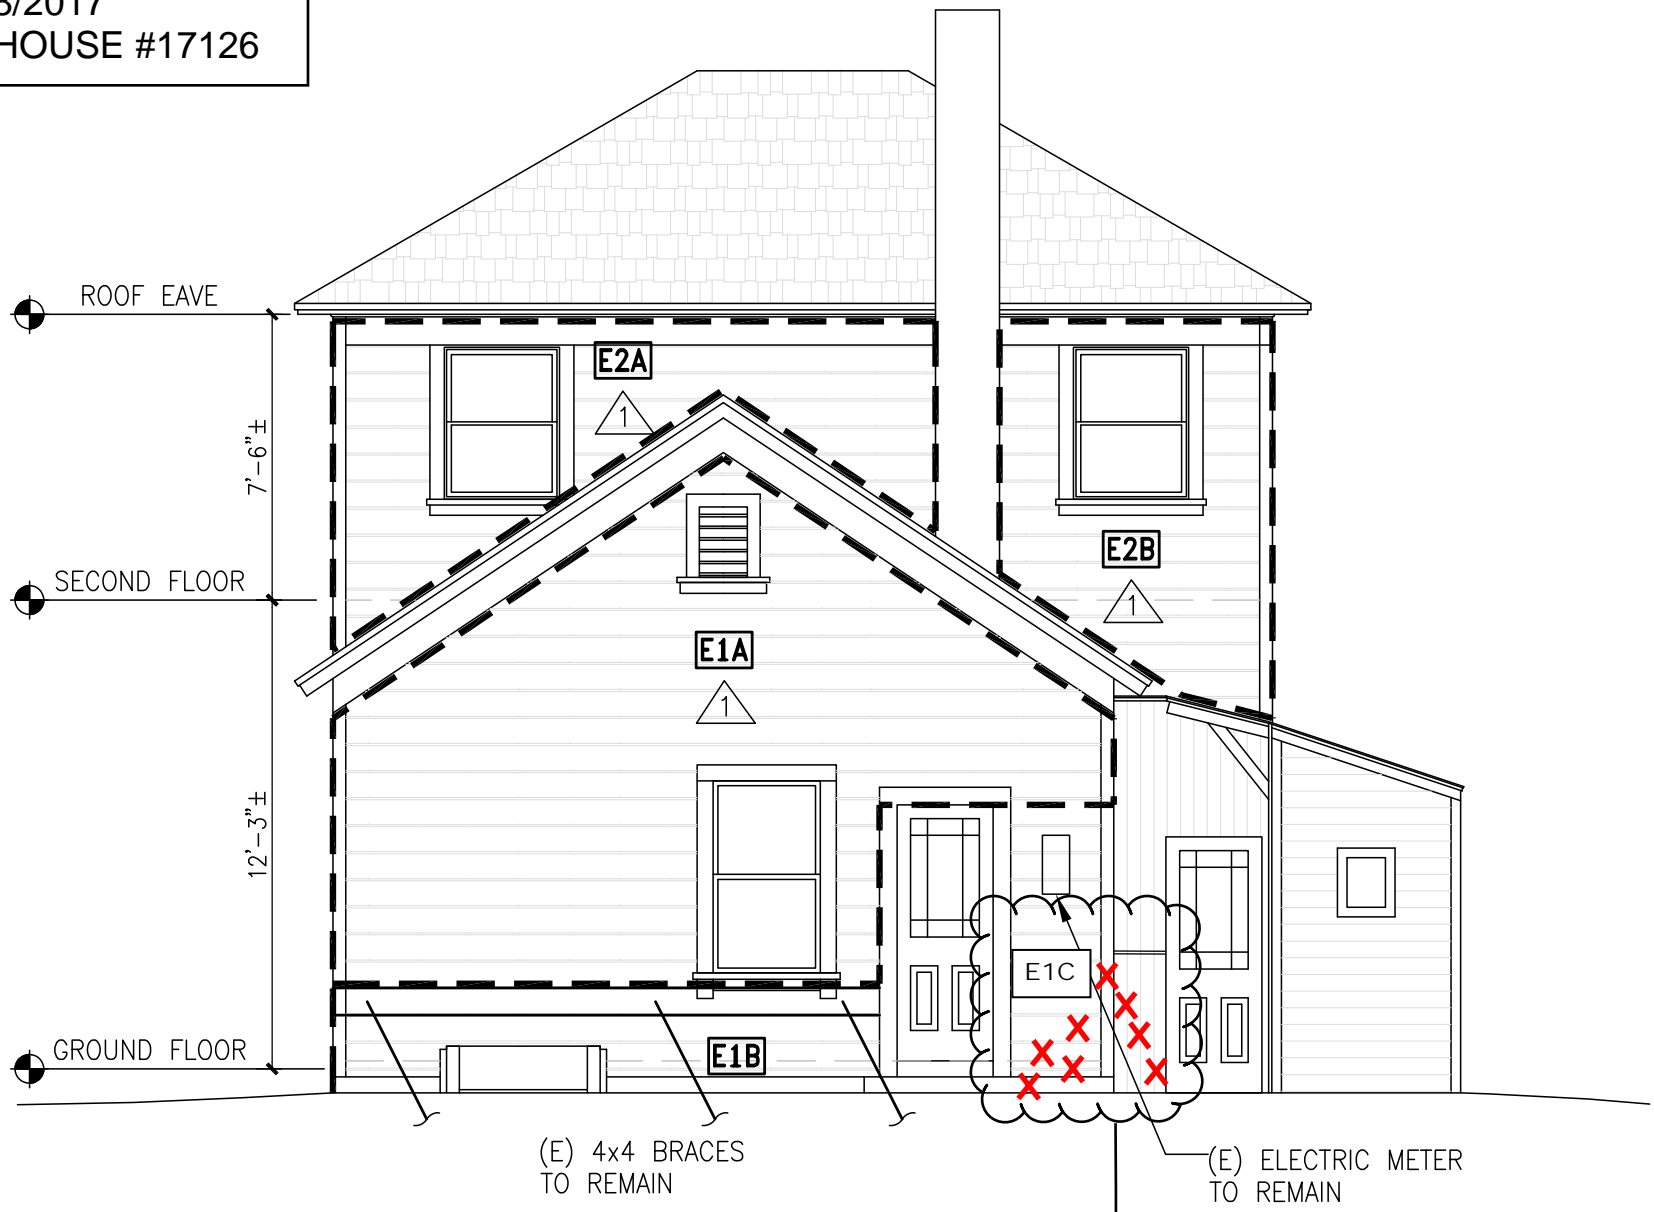 HOUSE #17126
ROOF EAVE
E2A
1
7'-6"±
E2B
SECOND FLOOR
1
E1A
1
12'-3"±
E1C
GROUND FLOOR
E1B
(E) 4x4 BRACES
TO REMAIN
(E) ELECTRIC METER
TO REMAIN